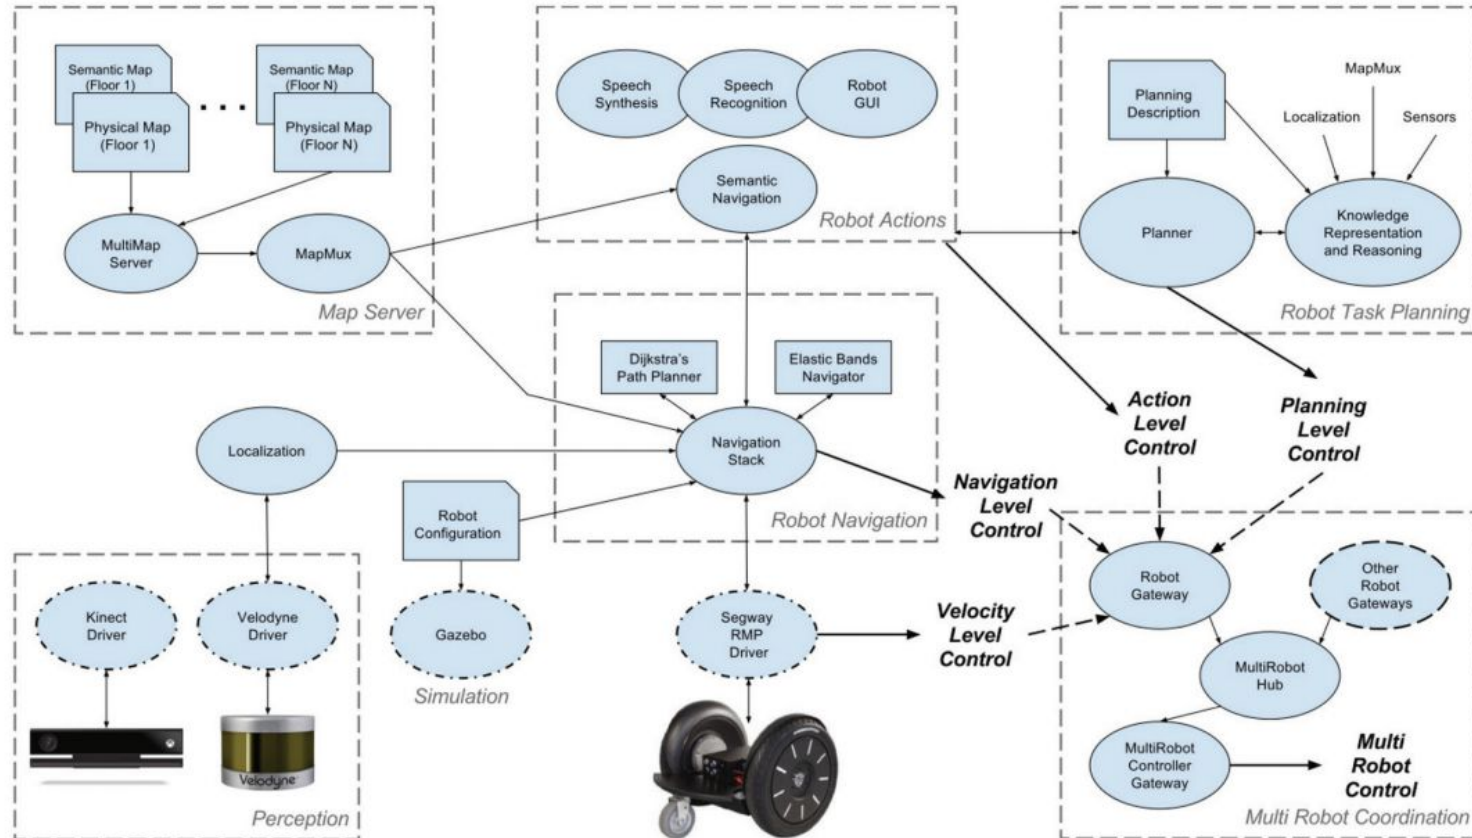 Semantic Map
(Floor 1)
Physical Map
(Floor 1)
. . .
Semantic Map
(Floor N)
Physical Map
(Floor N)
MultiMap
Server
MapMux
Map Server
Speech
Synthesis
Speech
Recognition
Robot
GUI
Semantic
Navigation
Robot Actions
Planning
Description
MapMux
Localization
Sensors
Planner
Knowledge
Representation
and Reasoning
Robot Task Planning
Dijkstra's
Path Planner
Elastic Bands
Navigator
Navigation
Stack
Robot Navigation
Localization
Robot
Configuration
Gazebo
Simulation
Kinect
Driver
Velodyne
Driver
Velodyne
Perception
Segway
RMP
Driver
Action
Level
Control
Planning
Level
Control
Navigation
Level
Control
Velocity
Level
Control
Robot
Gateway
Other
Robot
Gateways
MultiRobot
Hub
MultiRobot
Controller
Gateway
Multi
Robot
Control
Multi Robot Coordination